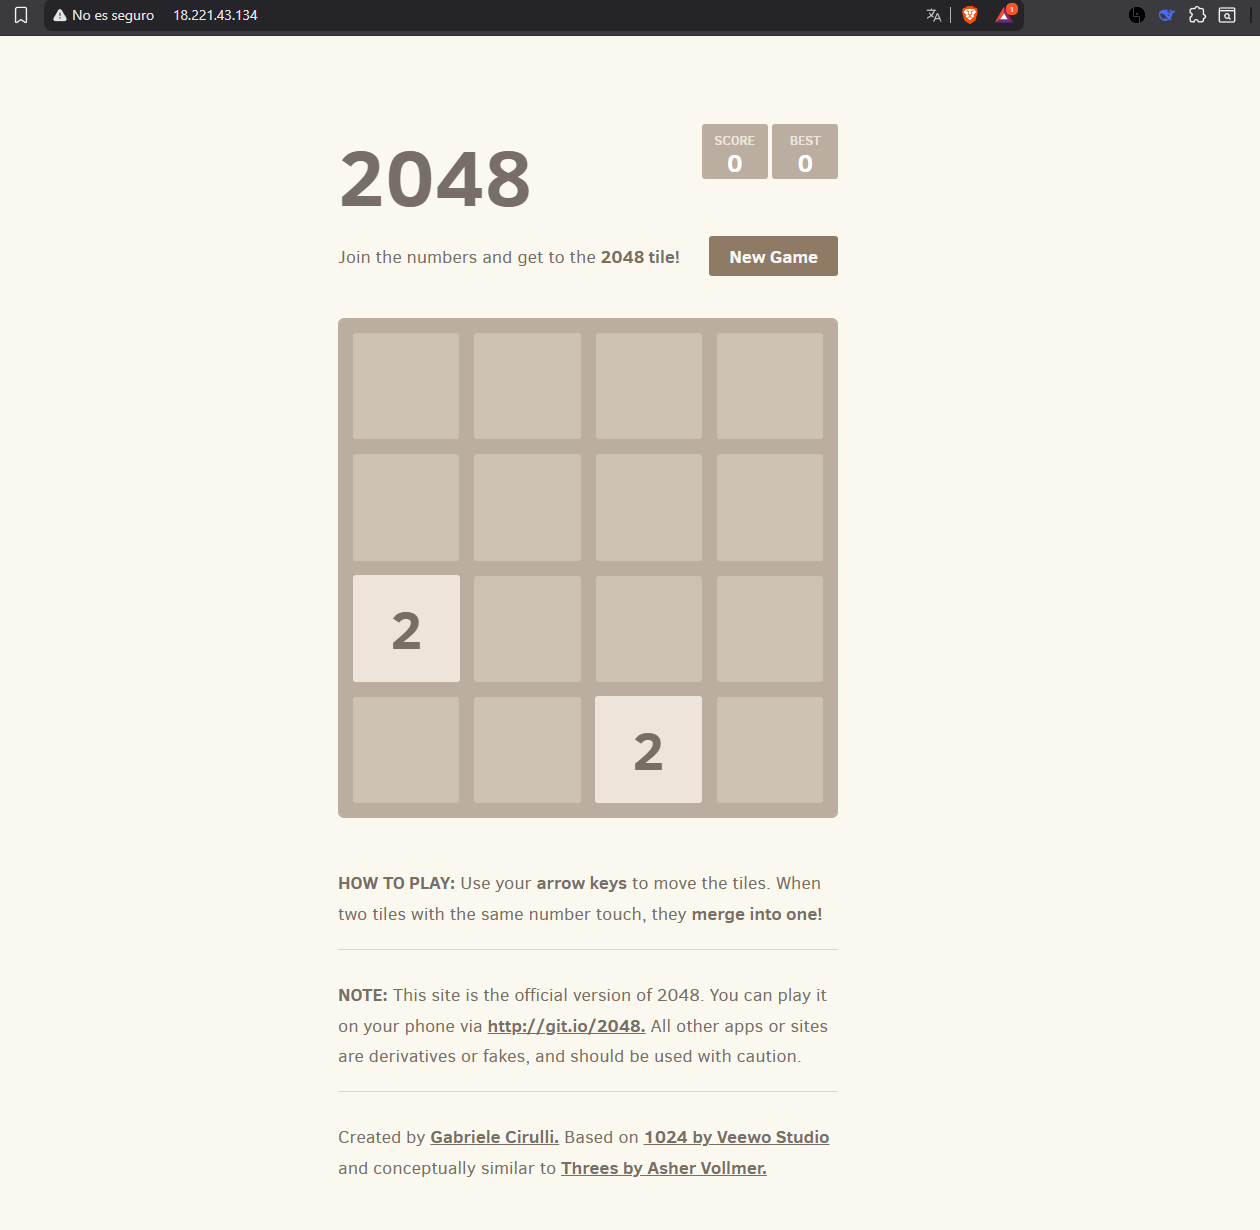 No es seguro 18.221.43.134
1
2048
SCORE
0
BEST
0
Join the numbers and get to the 2048 tile!
New Game
2
2
HOW TO PLAY: Use your arrow keys to move the tiles. When
two tiles with the same number touch, they merge into one!
NOTE: This site is the official version of 2048. You can play it
on your phone via http://git.io/2048. All other apps or sites
are derivatives or fakes, and should be used with caution.
Created by Gabriele Cirulli. Based on 1024 by Veewo Studio
and conceptually similar to Threes by Asher Vollmer.